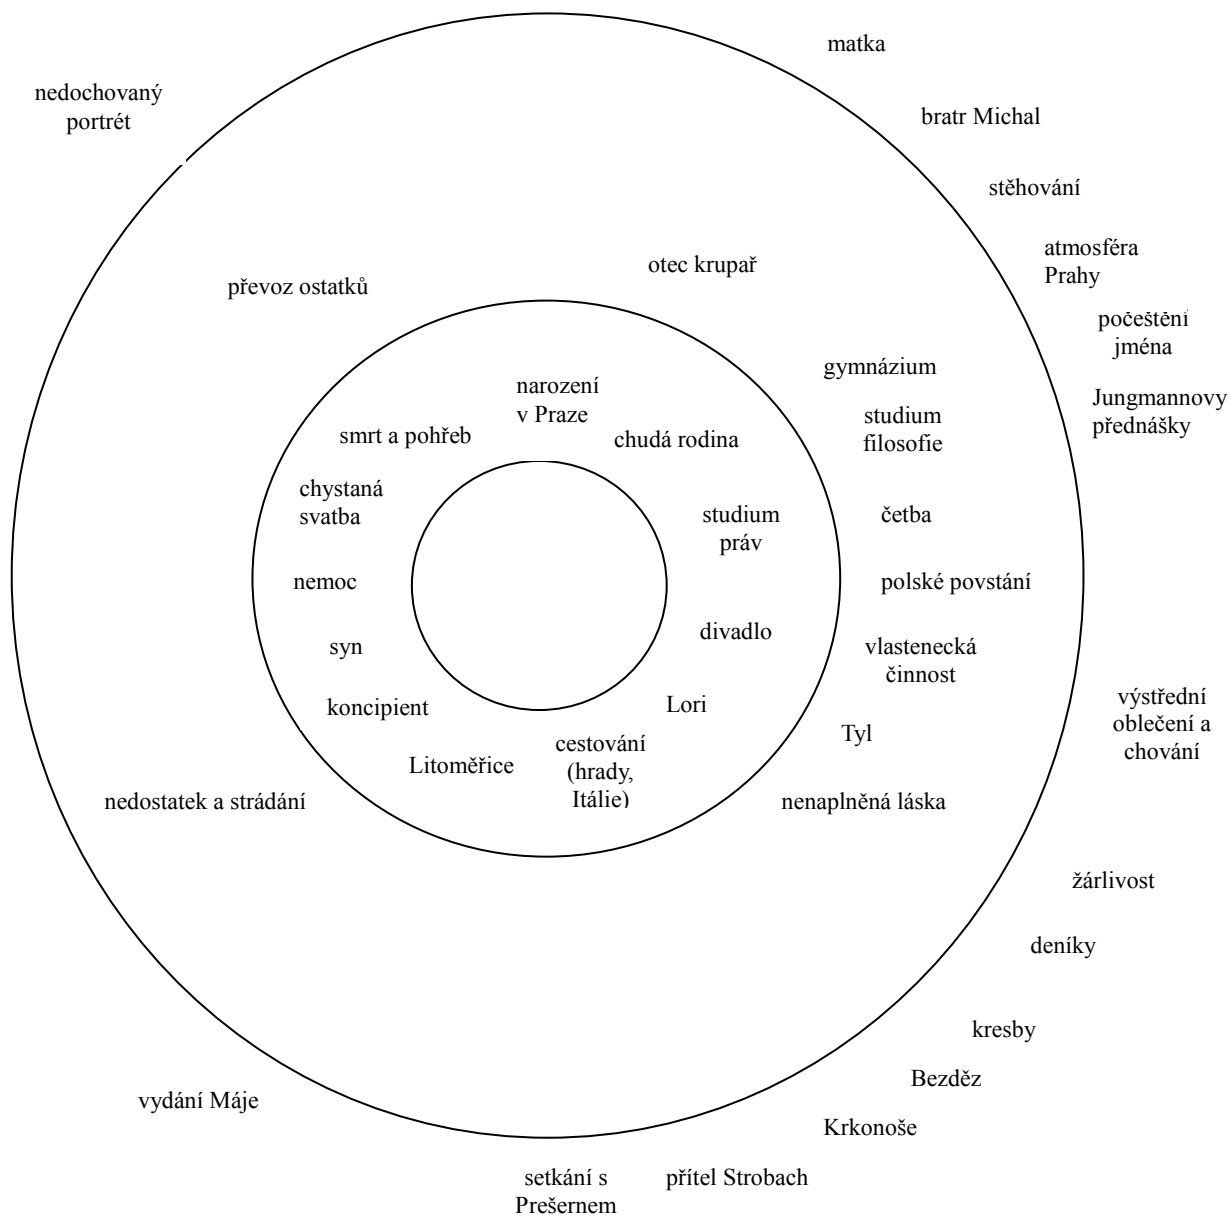 matka
nedochovaný
portrét
bratr Michal
stěhování
atmosféra
Prahy
otec krupař
převoz ostatků
počeštění
jména
gymnázium
narození
v Praze
Jungmannovy
přednášky
studium
filosofie
smrt a pohřeb
chudá rodina
chystaná
svatba
studium
práv
četba
nemoc
polské povstání
divadlo
syn
vlastenecká
činnost
koncipient
Lori
výstřední
oblečení a
chování
Tyl
Litoměřice
cestování
(hrady,
Itálie)
nedostatek a strádání
nenaplněná láska
žárlivost
deníky
kresby
Bezděz
vydání Máje
Krkonoše
setkání s
Prešernem
přítel Strobach